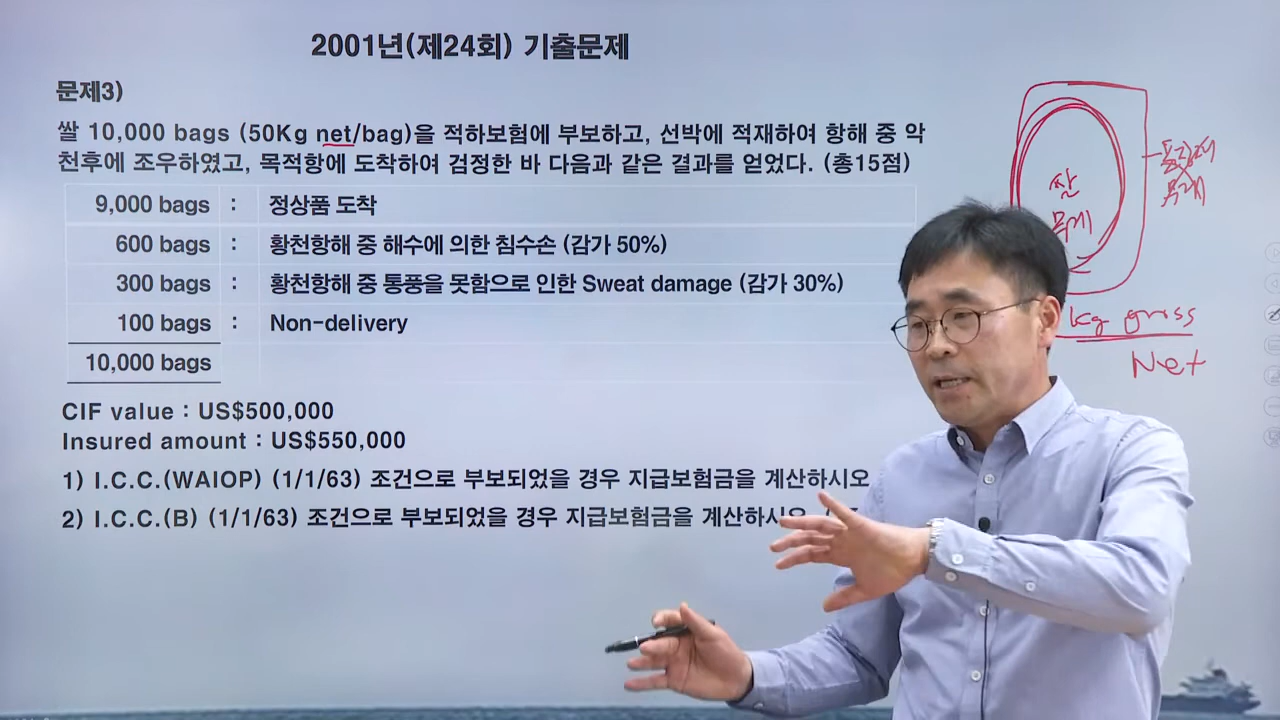 2001년(제24회) 기출문제
문제3)
쌀 10,000 bags (50Kg net/bag)을 적하보험에 부보하고, 선박에 적재하여 항해 중 악
천후에 조우하였고, 목적항에 도착하여 검정한 바 다음과 같은 결과를 얻었다. (총15점)
9,000 bags : 정상품 도착
600 bags : 황천항해 중 해수에 의한 침수손 (감가 50%)
300 bags : 황천항해 중 통풍을 못함으로 인한 Sweat damage (감가 30%)
100 bags : Non-delivery
10,000 bags
CIF value : US$500,000
Insured amount : US$550,000
1) I.C.C.(WAIOP) (1/1/63) 조건으로 부보되었을 경우 지급보험금을 계산하시오
2) I.C.C.(B) (1/1/63) 조건으로 부보되었을 경우 지급보험금을 계산하시오
쌀
무게
무게
Kg gross
Net